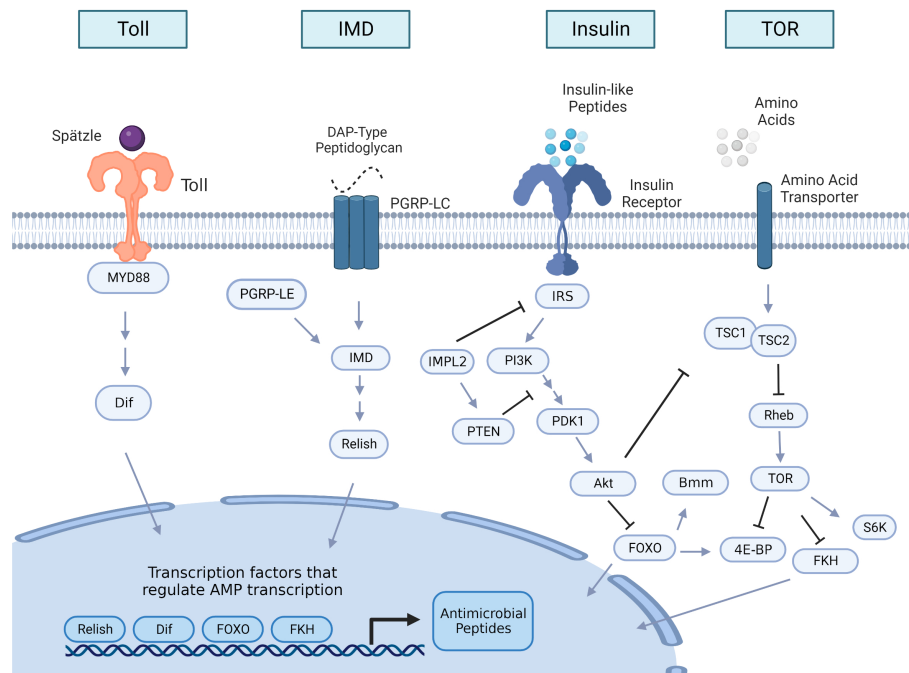 Toll
IMD
Insulin
TOR
Insulin-like
Peptides
Amino
Acids
Spätzle
DAP-Type
Peptidoglycan
Toll
PGRP-LC
Insulin
Receptor
Amino Acid
Transporter
MYD88
PGRP-LE
IRS
TSC1
TSC2
IMD
IMPL2
PI3K
Dif
Rheb
PTEN
PDK1
Relish
Akt
Bmm
TOR
S6K
FOXO
4E-BP
FKH
Transcription factors that
regulate AMP transcription
Relish
Dif
FOXO
FKH
Antimicrobial
Peptides